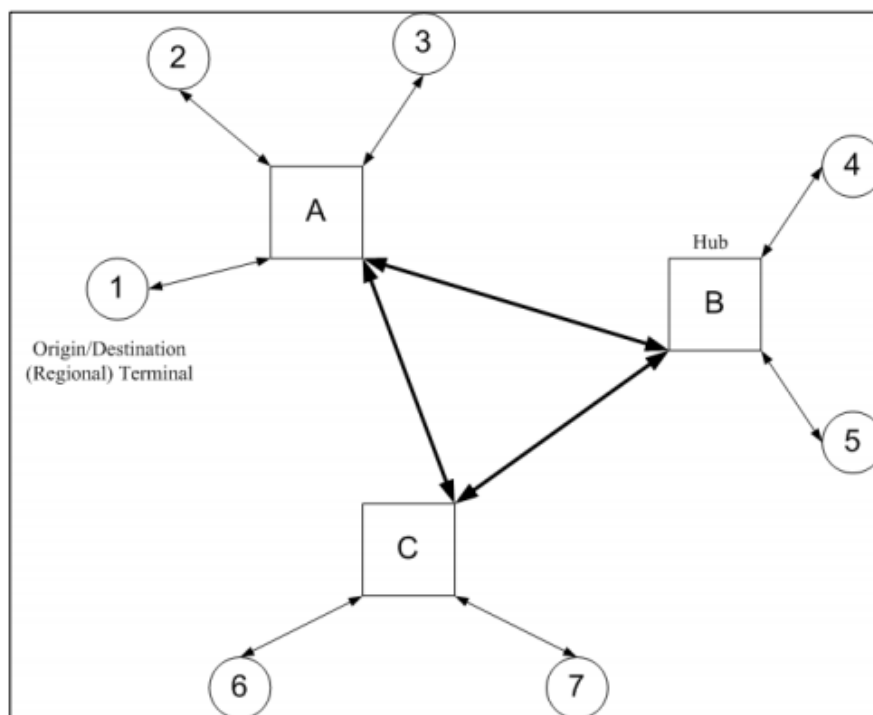 2
3
4
A
Hub
1
B
Origin/Destination
(Regional) Terminal
5
C
6
7